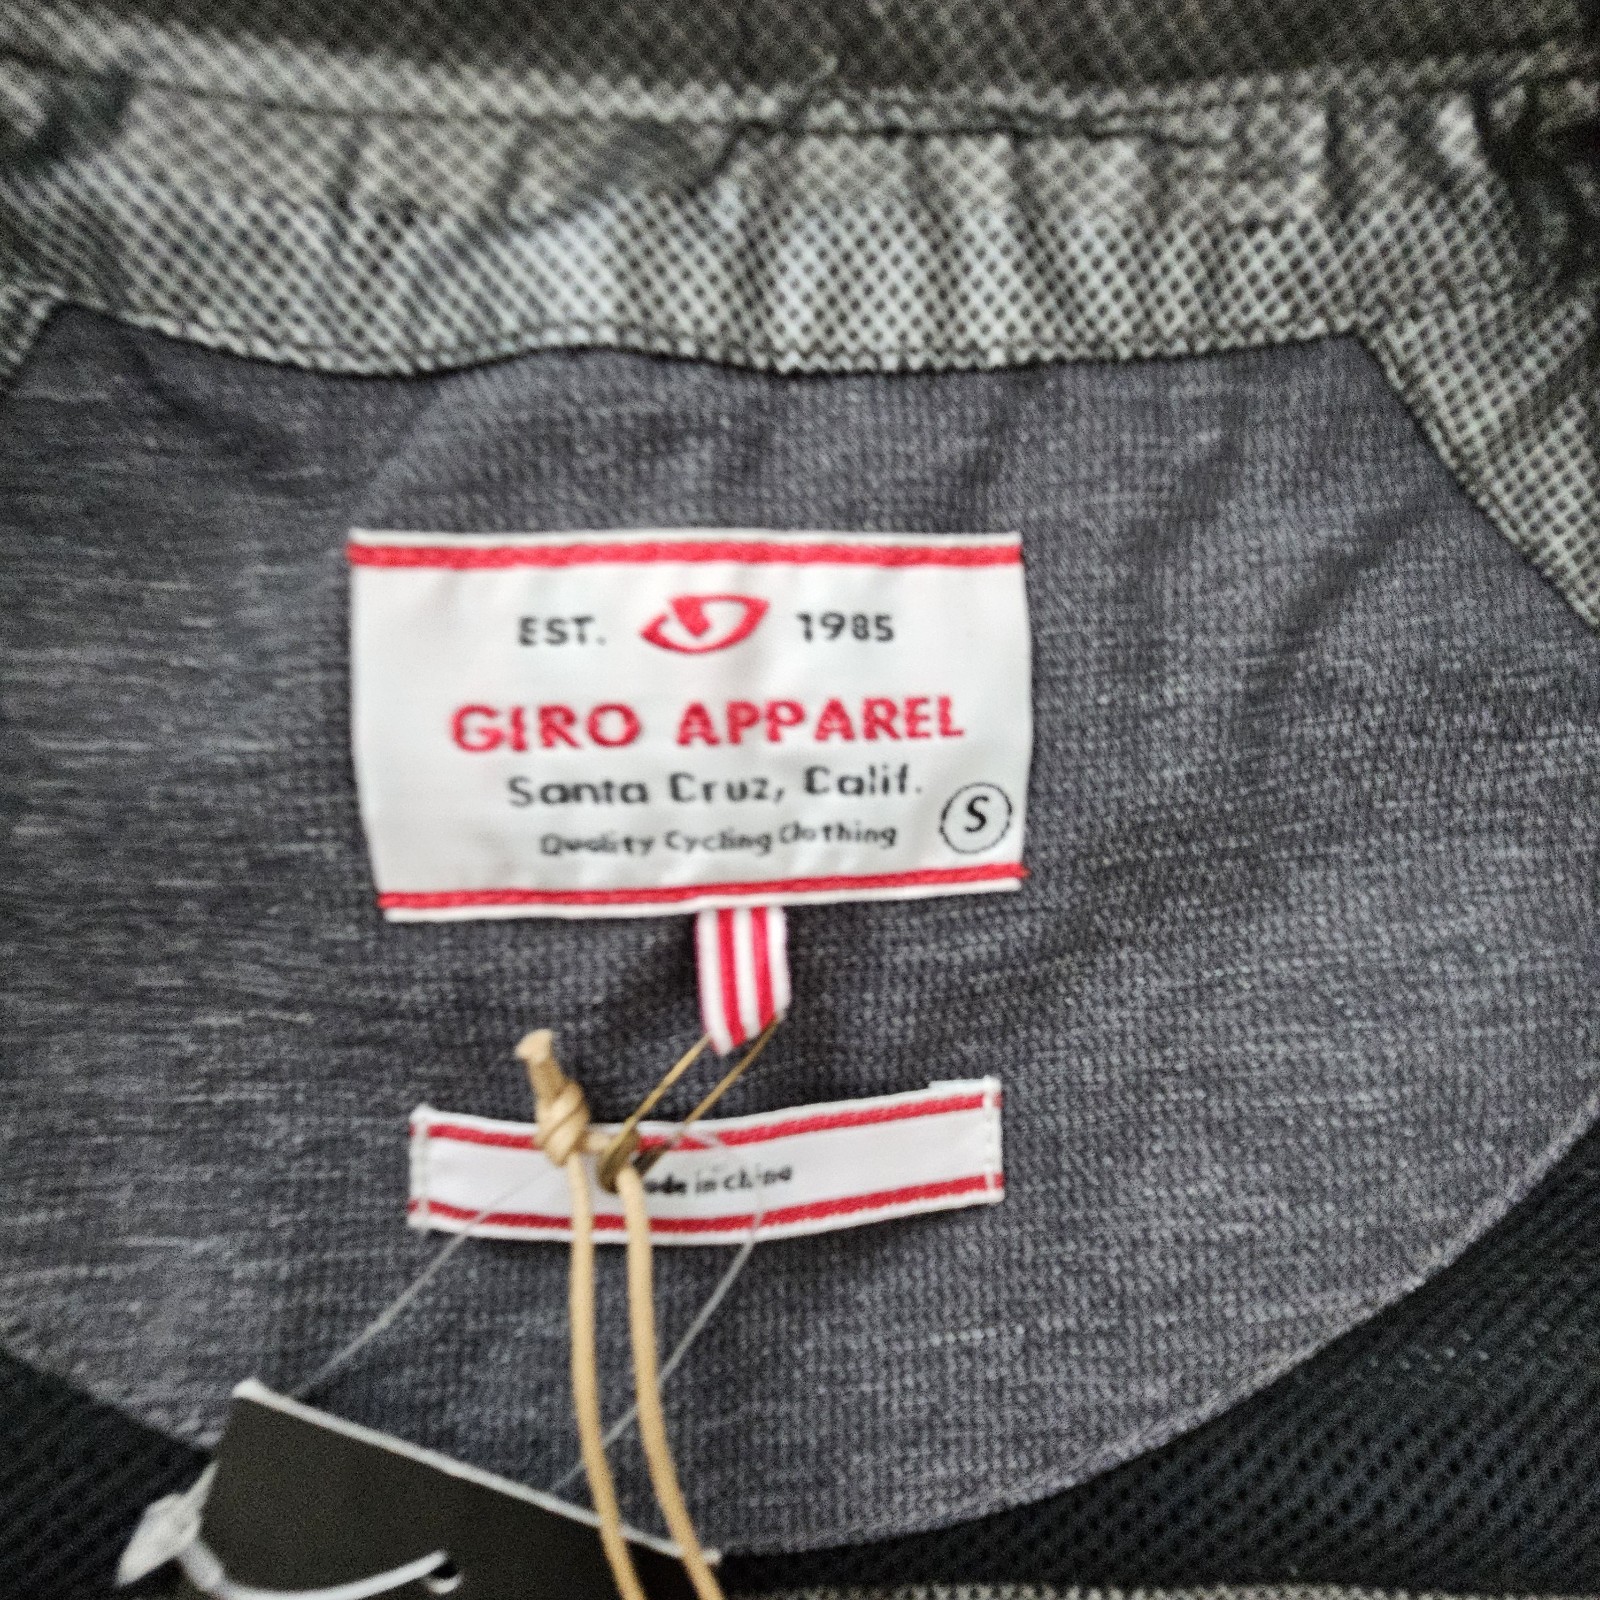 EST. 1985
GIRO APPAREL
Santa Cruz, Calif.
Quality Cycling Clothing
S
in china